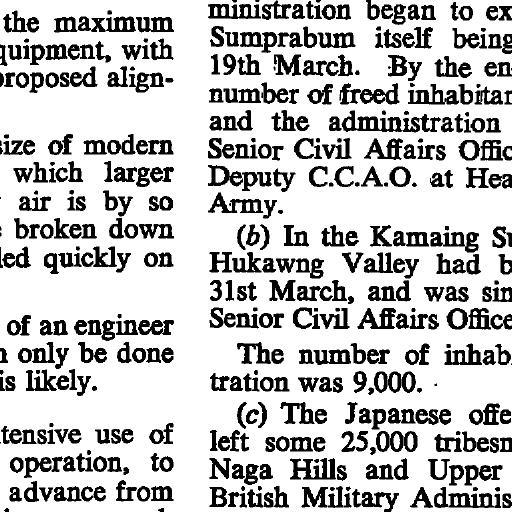 the maximum
quipment, with
proposed align-
size of modern
which larger
air is by so
broken down
led quickly on
of an engineer
only be done
is likely.
tensive use of
operation, to
advance from
ministration began to ex
Sumprabum itself being
19th March. By the en
number of freed inhabitan
and the administration
Senior Civil Affairs Offic
Deputy C.C.A.O. at Hea
Army.
(b) In the Kamaing Su
Hukawng Valley had b
31st March, and was sin
Senior Civil Affairs Office
The number of inhab
tration was 9,000.
(c) The Japanese offe
left some 25,000 tribesm
Naga Hills and Upper
British Military Adminis